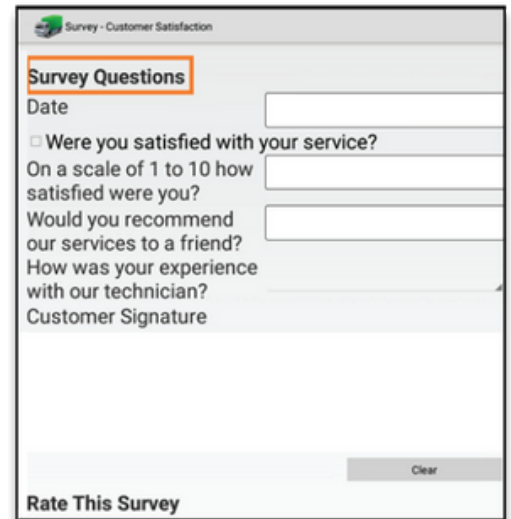 Survey - Customer Satisfaction
Survey Questions
Date
Were you satisfied with your service?
On a scale of 1 to 10 how
satisfied were you?
Would you recommend
our services to a friend?
How was your experience
with our technician?
Customer Signature
Clear
Rate This Survey